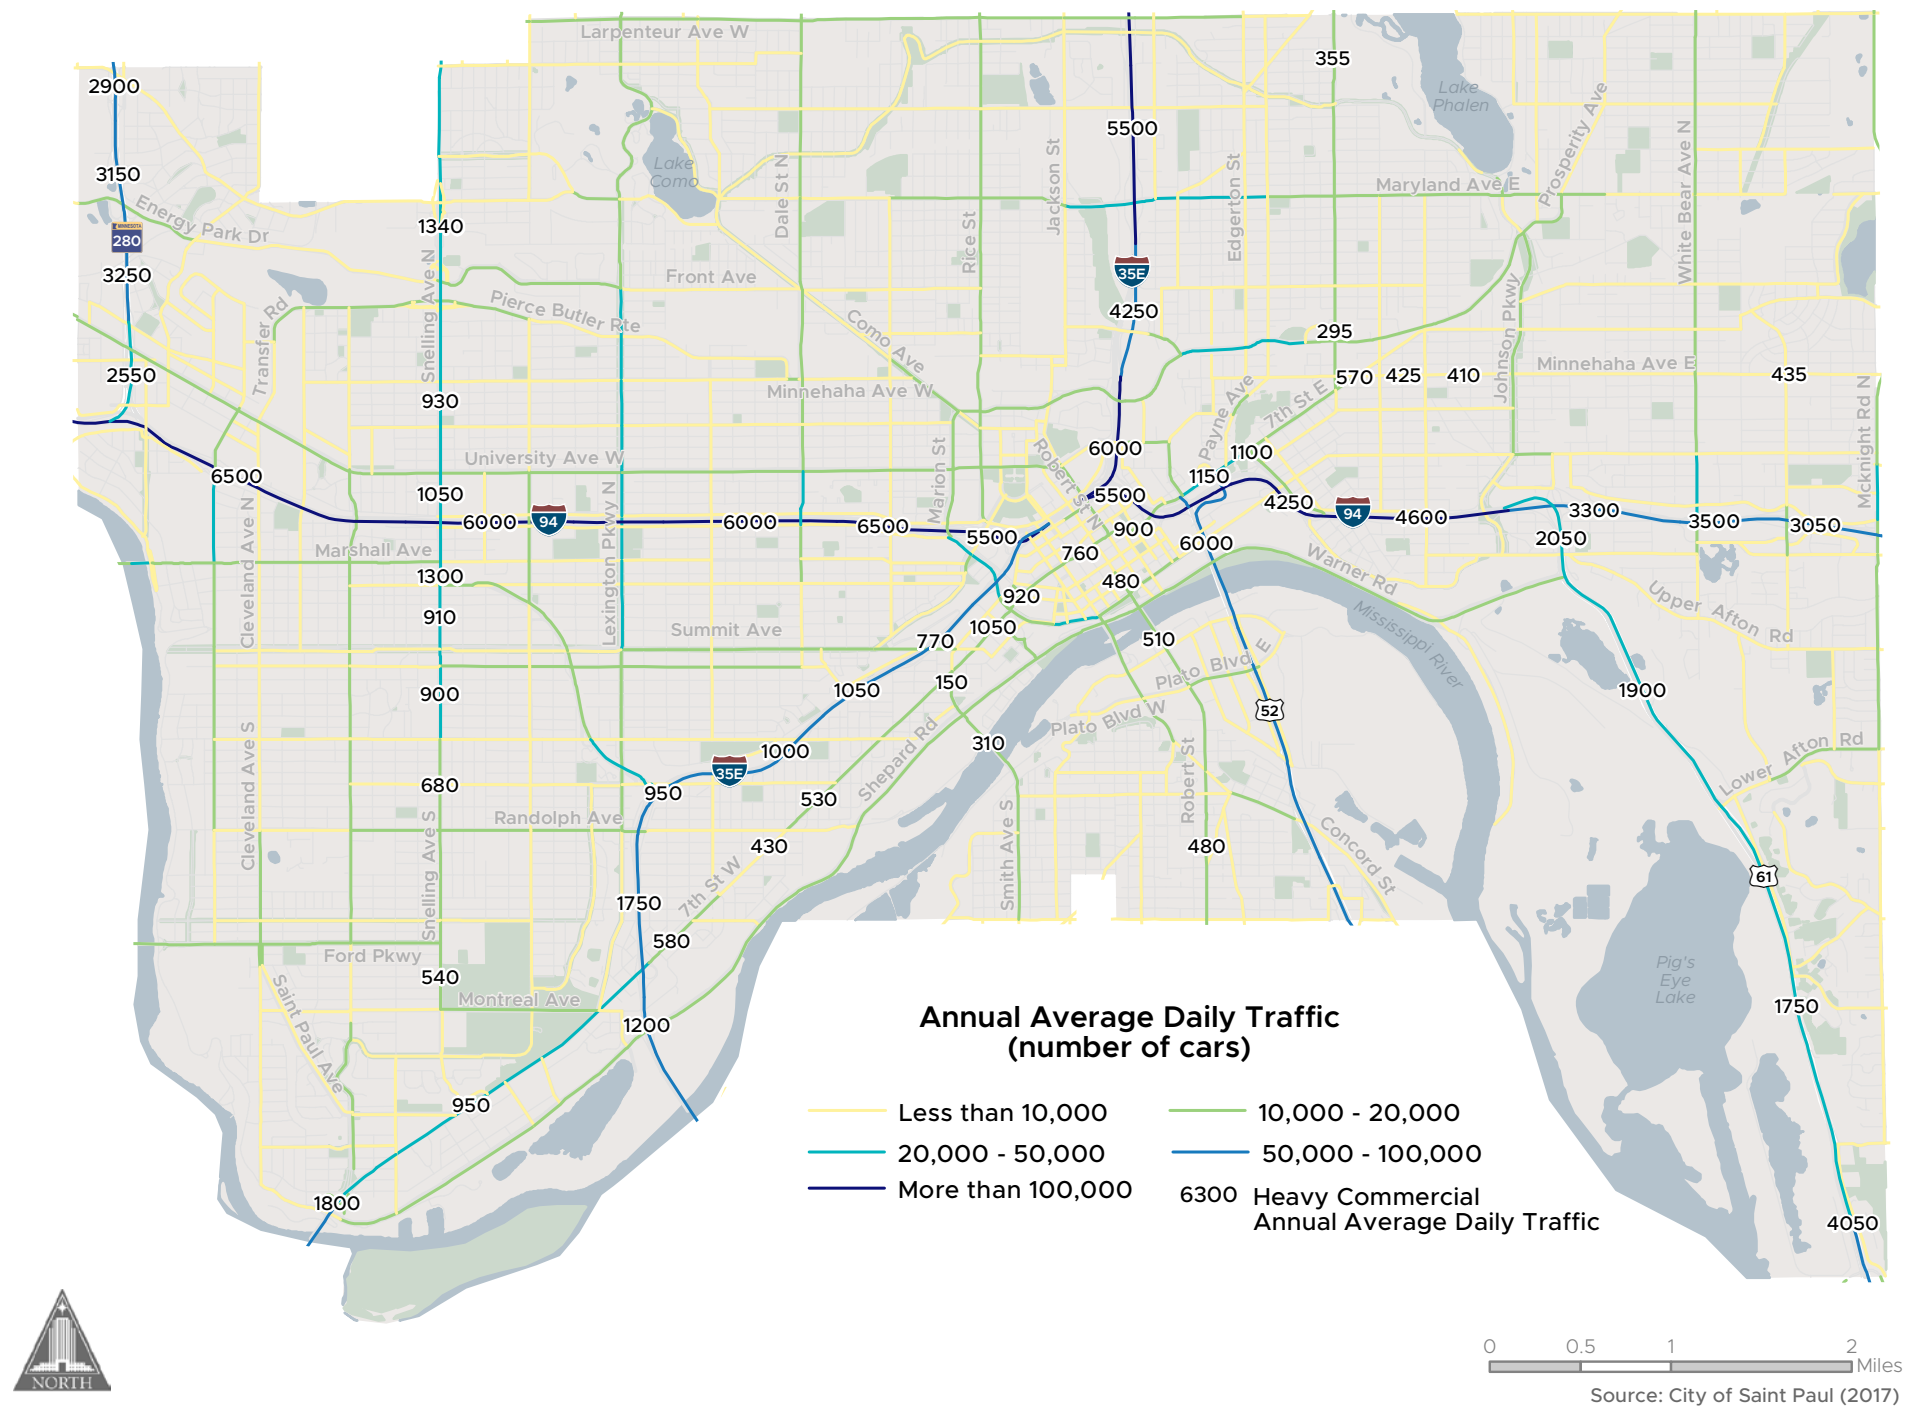 Larpenteur Ave W
355
2900
Lake
Phalen
Prosperity Ave
5500
Jackson St
Edgerton St
White Bear Ave N
3150
Lake
Como
Dale St N
Maryland Ave E
Energy Park Dr
1340
Rice St
MINNESOTA
280
3250
Snelling Ave N
Front Ave
35E
Johnson Pkwy
Transfer Rd
Pierce Butler Rte
Como Ave
4250
295
2550
Minnehaha Ave W
570
425
410
Minnehaha Ave E
435
930
Payne Ave
7th St E
Mcknight Rd N
Marion St
Robert St N
6000
1100
University Ave W
6500
1150
1050
5500
4250
Cleveland Ave N
6000
94
Lexington Pkwy N
6000
6500
5500
900
94
4600
3300
3500
3050
Marshall Ave
760
6000
2050
1300
480
Warner Rd
920
Upper Afton Rd
910
Summit Ave
770
1050
510
Mississippi River
Plato Blvd E
900
1050
150
1900
Plato Blvd W
52
Cleveland Ave S
1000
310
Shepard Rd
Robert St
Lower Afton Rd
680
35E
950
530
Randolph Ave
Snelling Ave S
430
Smith Ave S
480
Concord St
61
1750
7th St W
580
Ford Pkwy
540
Pig's
Eye
Lake
Saint Paul Ave
Montreal Ave
1200
1750
950
1800
4050
Annual Average Daily Traffic
(number of cars)
Less than 10,000
10,000 - 20,000
20,000 - 50,000
50,000 - 100,000
More than 100,000
6300 Heavy Commercial
Annual Average Daily Traffic
NORTH
0 0.5 1 2
Miles
Source: City of Saint Paul (2017)